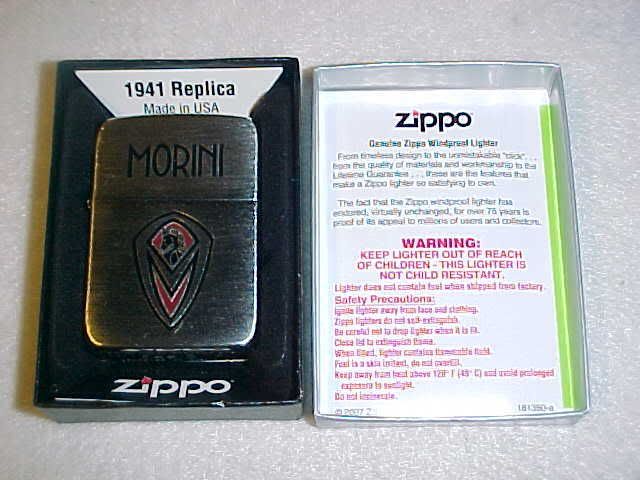 1941 Replica
Made in USA
MORINI
zippo
zippo
Genuine Zippo Windproof Lighter
From timeless design to the unmistakable "click"...
from the quality of materials and workmanship to the
Lifetime Guarantee... these are the features that
make a Zippo lighter so satisfying to own.
The fact that the Zippo windproof lighter has
endured, virtually unchanged, for over 75 years is
proof of its appeal to millions of users and collectors.
WARNING:
KEEP LIGHTER OUT OF REACH
OF CHILDREN - THIS LIGHTER IS
NOT CHILD RESISTANT.
Lighter does not contain fuel when shipped from factory.
Safety Precautions:
Ignite lighter away from face and clothing.
Zippo lighters do not self-extinguish.
Be careful not to drop lighter when it is lit.
Close lid to extinguish flame.
When filled, lighter contains flammable fluid.
Fuel is a skin irritant, do not overfill.
Keep away from heat above 120° F (49° C) and avoid prolonged
exposure to sunlight.
Do not incinerate.
© 2007 Z
181350-a